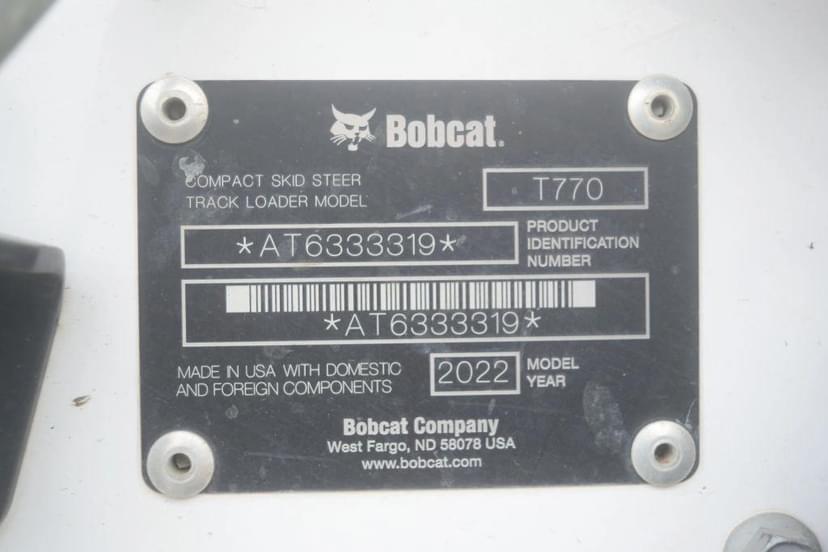 Bobcat.
COMPACT SKID STEER
TRACK LOADER MODEL
T770
*AT6333319*
PRODUCT
IDENTIFICATION
NUMBER
*AT6333319*
MADE IN USA WITH DOMESTIC
AND FOREIGN COMPONENTS
2022
MODEL
YEAR
Bobcat Company
West Fargo, ND 58078 USA
www.bobcat.com